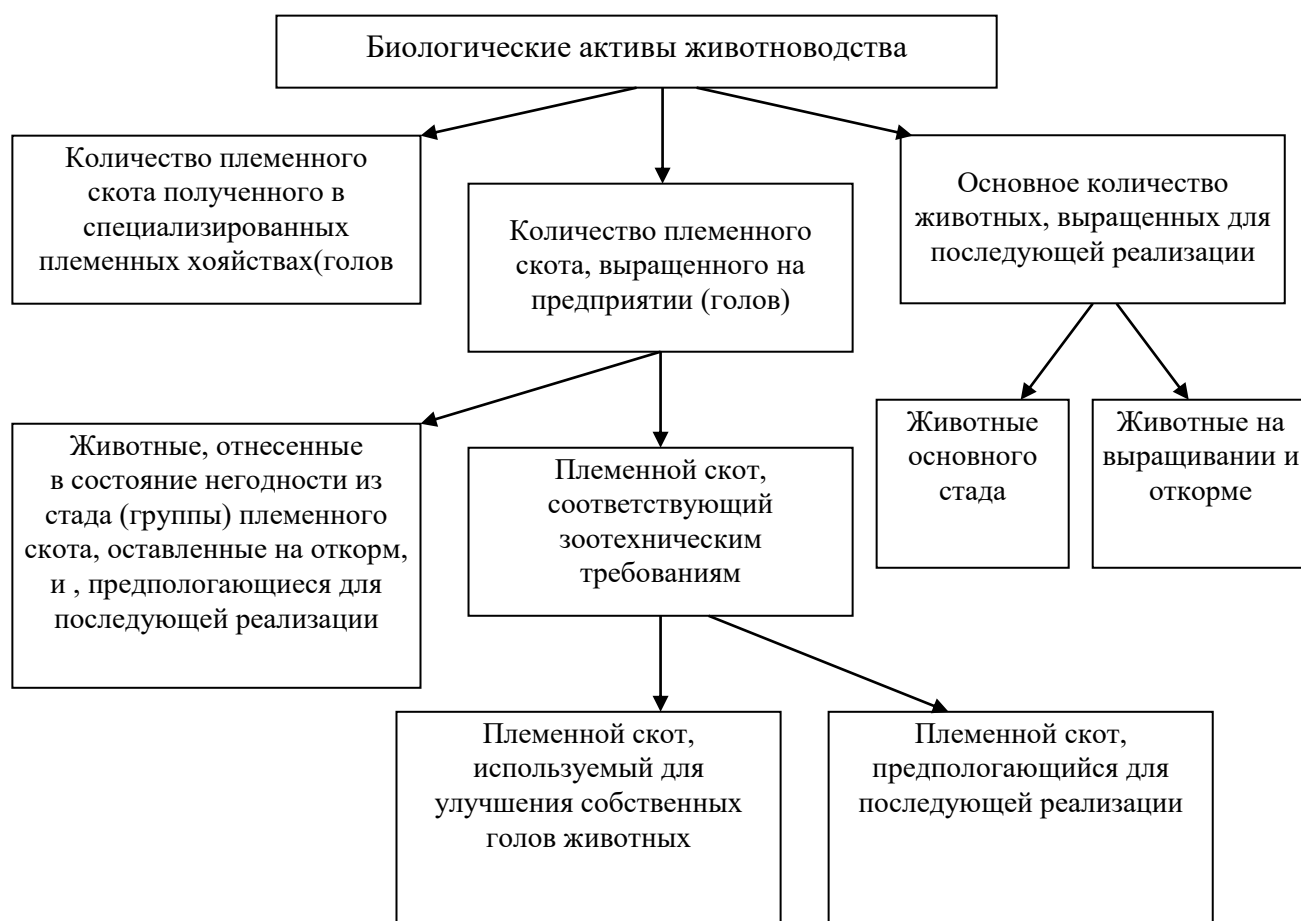 Биологические активы животноводства
Количество племенного
скота полученного в
специализированных
племенных хояйствах(голов
Количество племенного
скота, выращенного на
предприятии (голов)
Основное количество
животных, выращенных для
последующей реализации
Животные, отнесенные
в состояние негодности из
стада (группы) племенного
скота, оставленные на откорм,
и , предпологающиеся для
последующей реализации
Племенной скот,
соответствующий
зоотехническим
требованиям
Животные
основного
стада
Животные на
выращивании и
откорме
Племенной скот,
используемый для
улучшения собственных
голов животных
Племенной скот,
предпологающийся для
последующей реализации